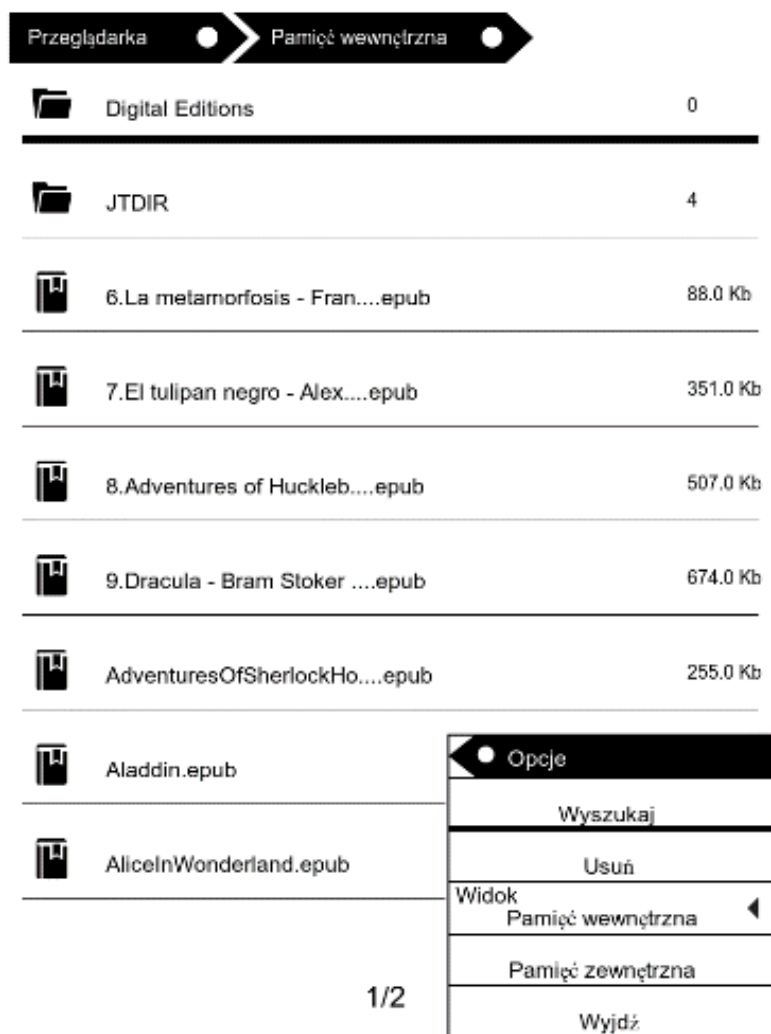 Przeglądarka Pamięć wewnętrzna
Digital Editions 0
JTDIR 4
6.La metamorfosis - Fran....epub 88.0 Kb
7.El tulipan negro - Alex....epub 351.0 Kb
8.Adventures of Huckleb....epub 507.0 Kb
9.Dracula - Bram Stoker ....epub 674.0 Kb
AdventuresOfSherlockHo....epub 255.0 Kb
Aladdin.epub
AliceInWonderland.epub
1/2
Opcje
Wyszukaj
Usuń
Widok
Pamięć wewnętrzna
Pamięć zewnętrzna
Wyjdź